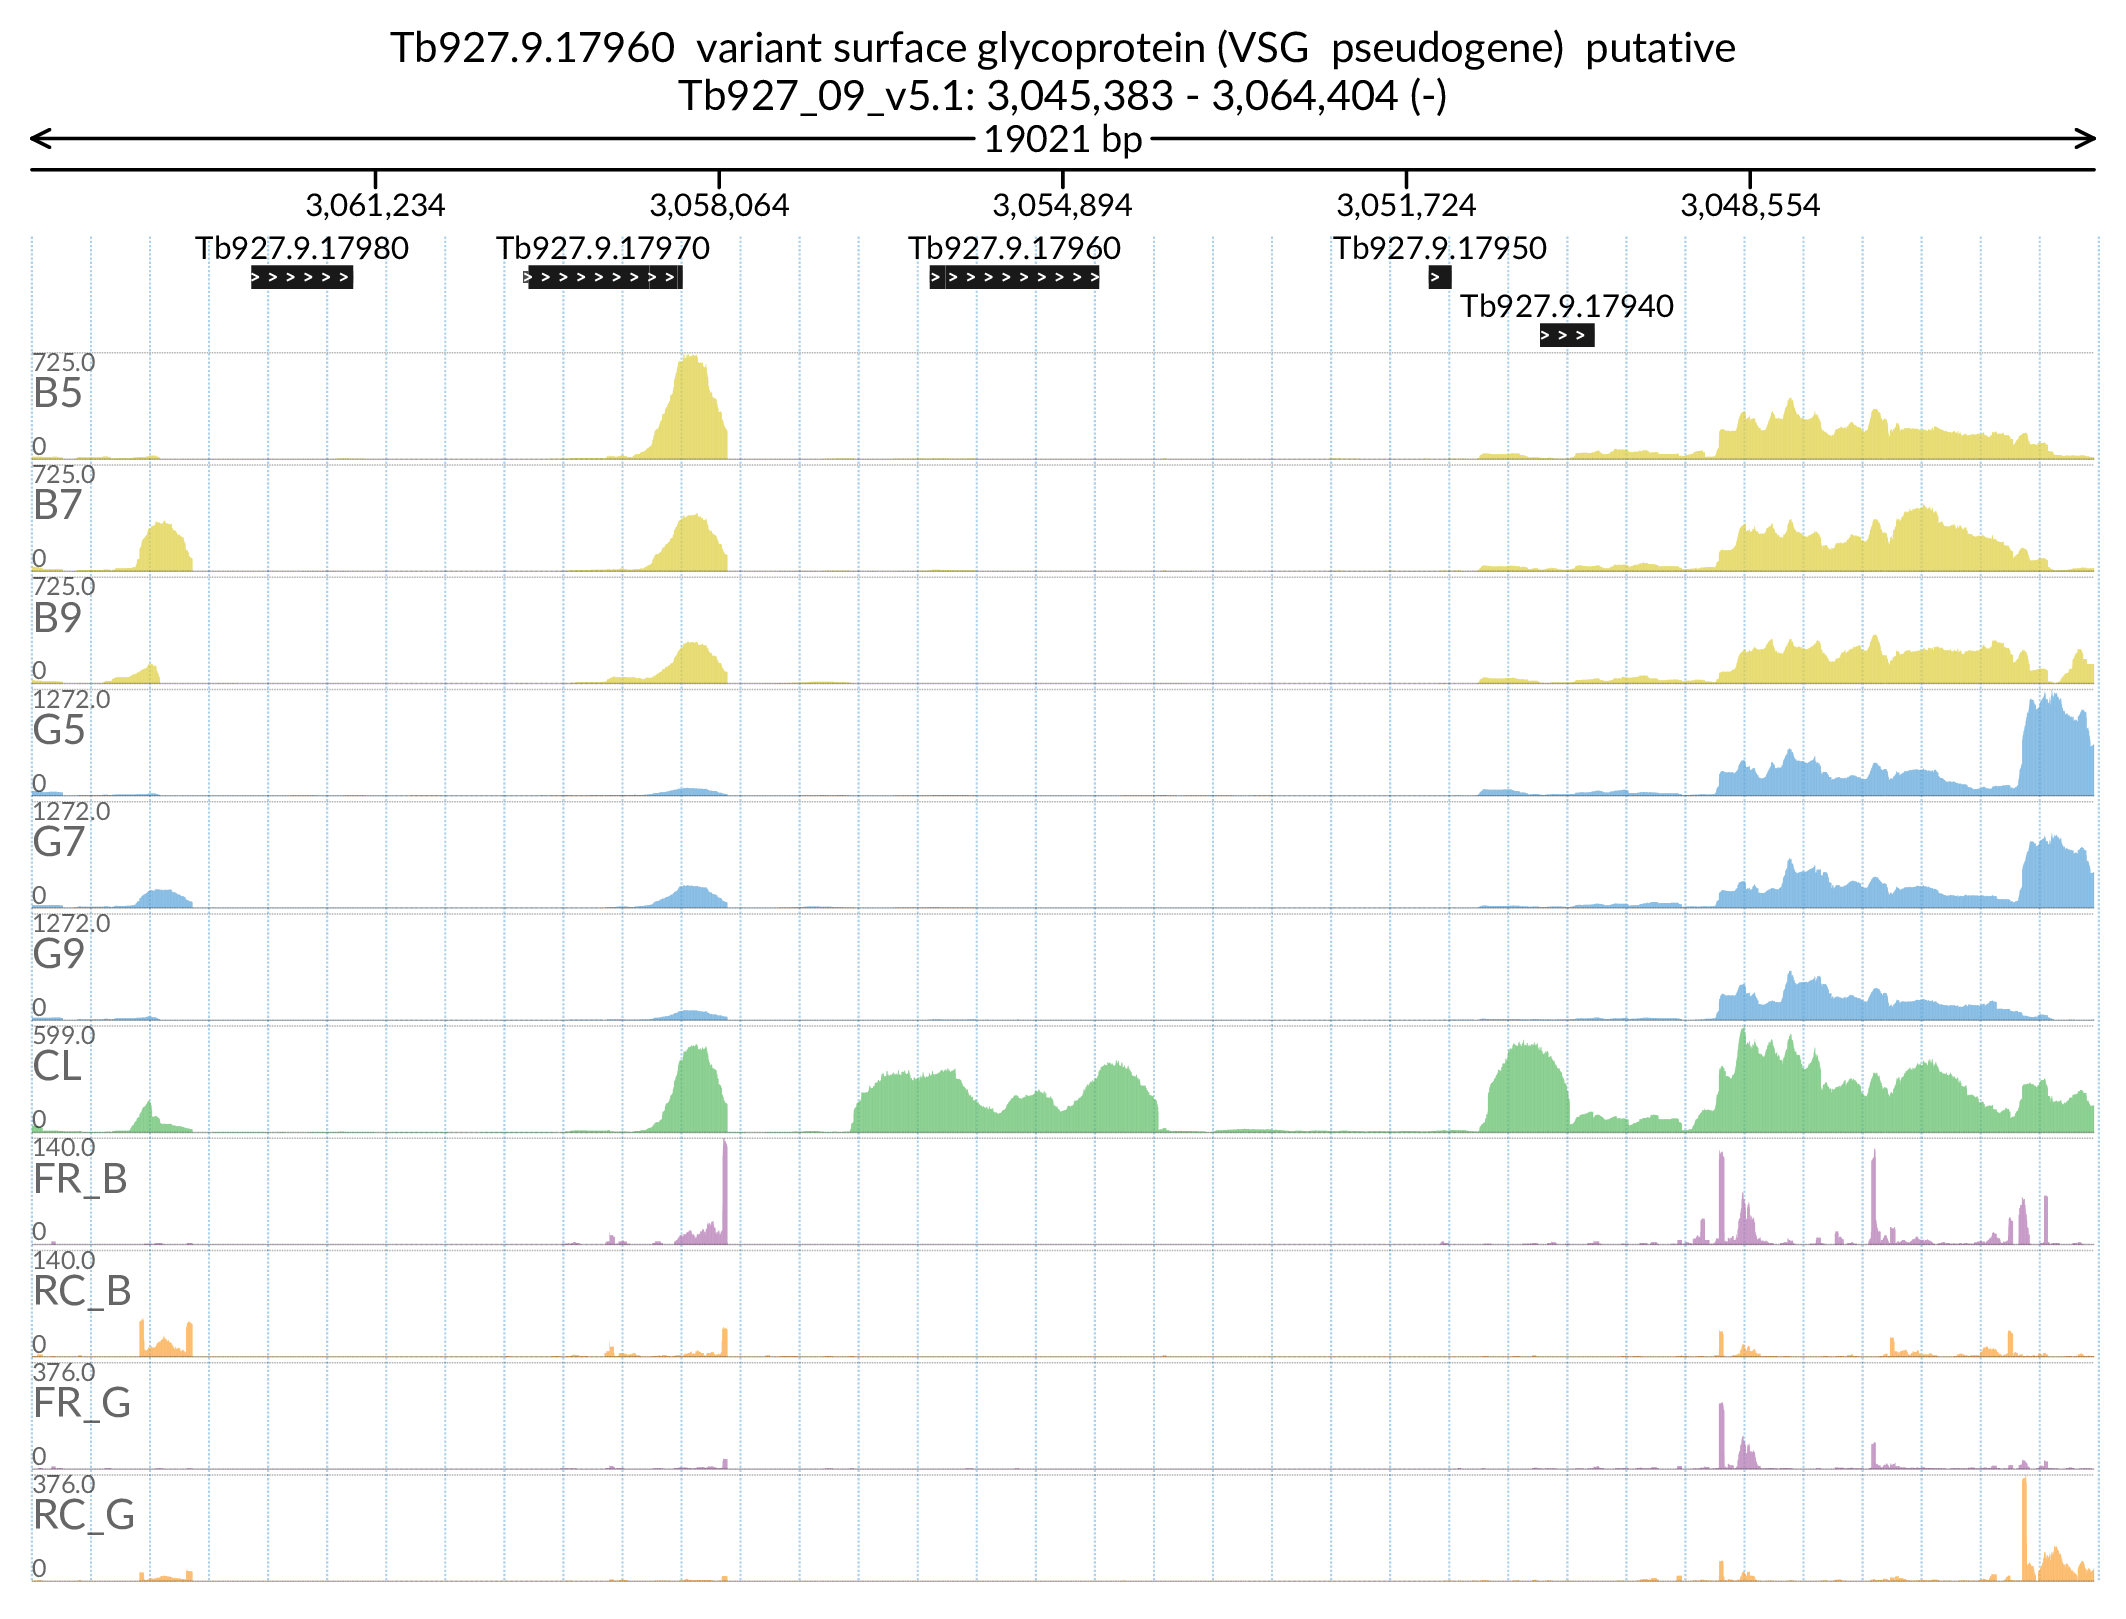 Tb927.9.17960 variant surface glycoprotein (VSG pseudogene) putative
Tb927_09_v5.1: 3,045,383 - 3,064,404 (-)
19021 bp
3,061,234 3,058,064 3,054,894 3,051,724 3,048,554
Tb927.9.17980 Tb927.9.17970 Tb927.9.17960 Tb927.9.17950
Tb927.9.17940
725.0
B5
0
725.0
B7
0
725.0
B9
0
1272.0
G5
0
1272.0
G7
0
1272.0
G9
0
599.0
CL
0
140.0
FR_B
0
140.0
RC_B
0
376.0
FR_G
0
376.0
RC_G
0